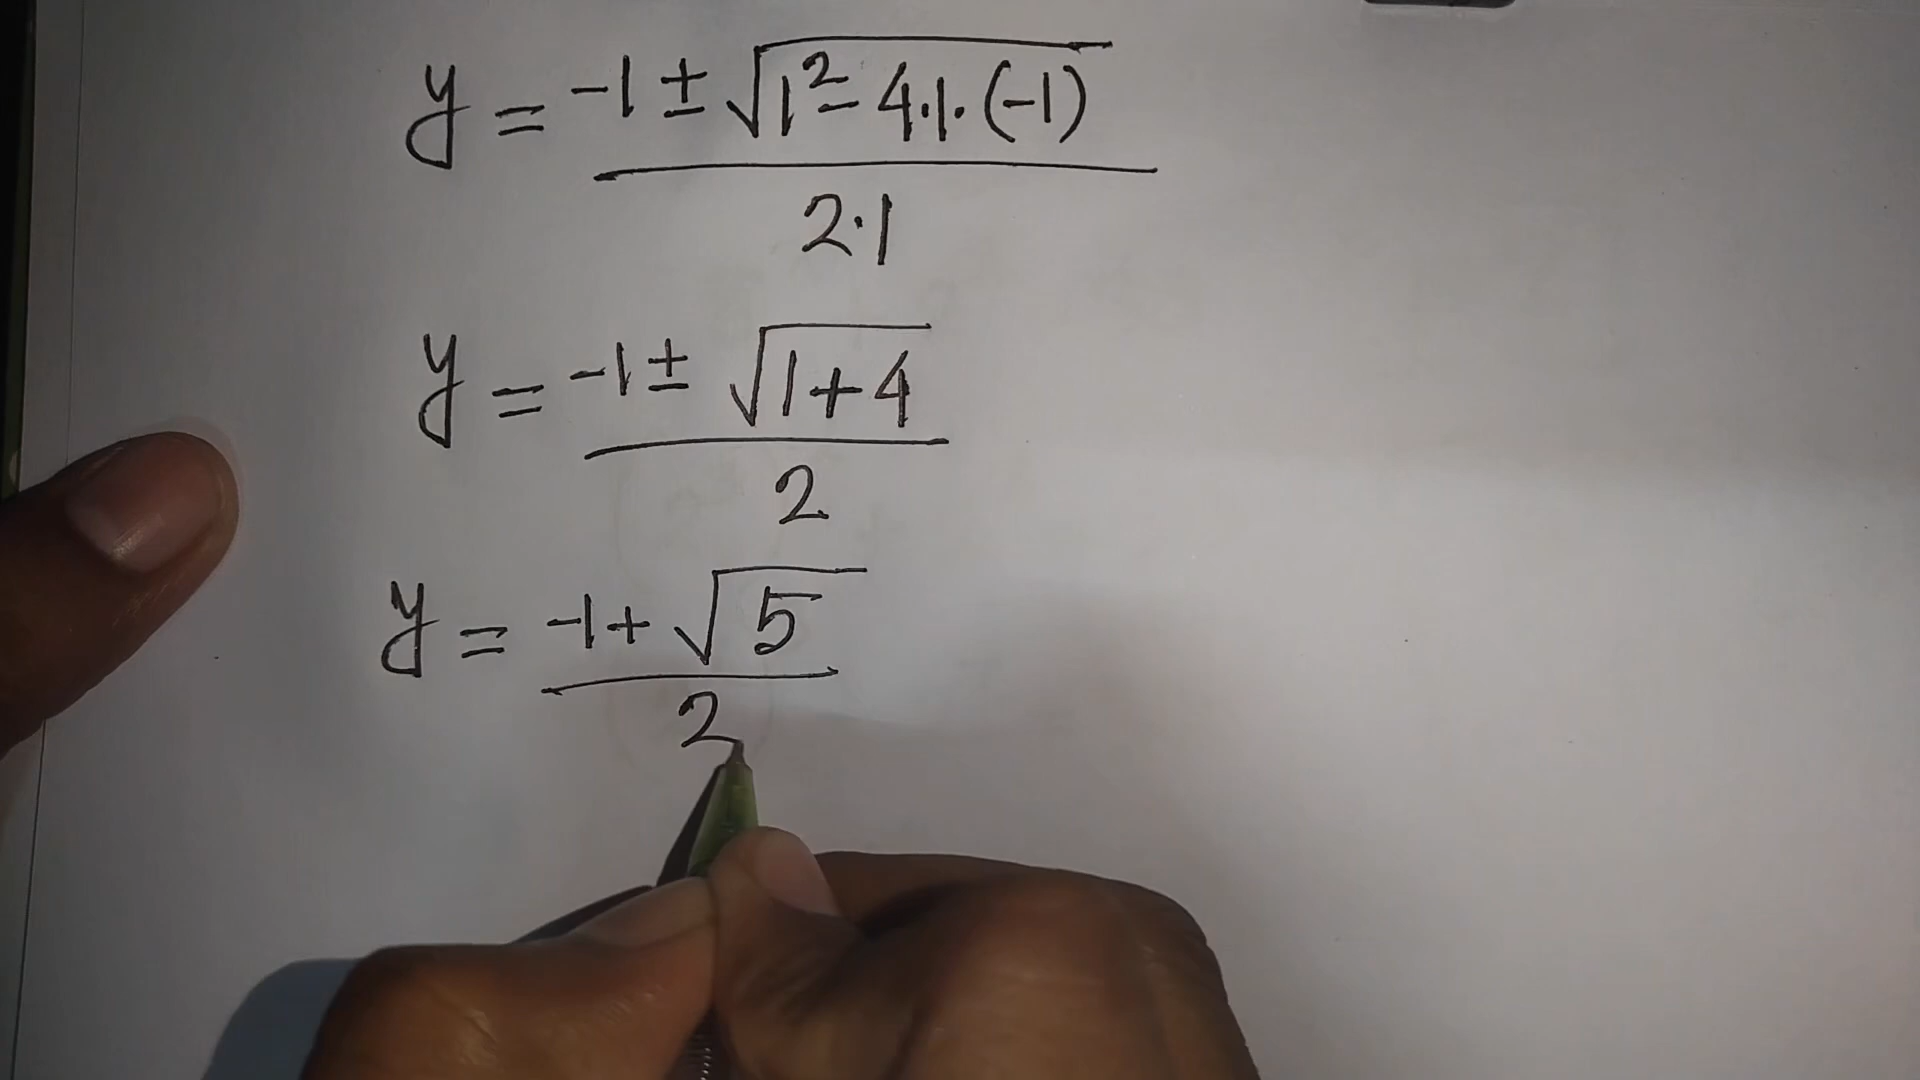 y = -1 ± √(1² - 4·1·(-1)) / 2·1
y = -1 ± √(1+4) / 2
y = -1 + √5 / 2